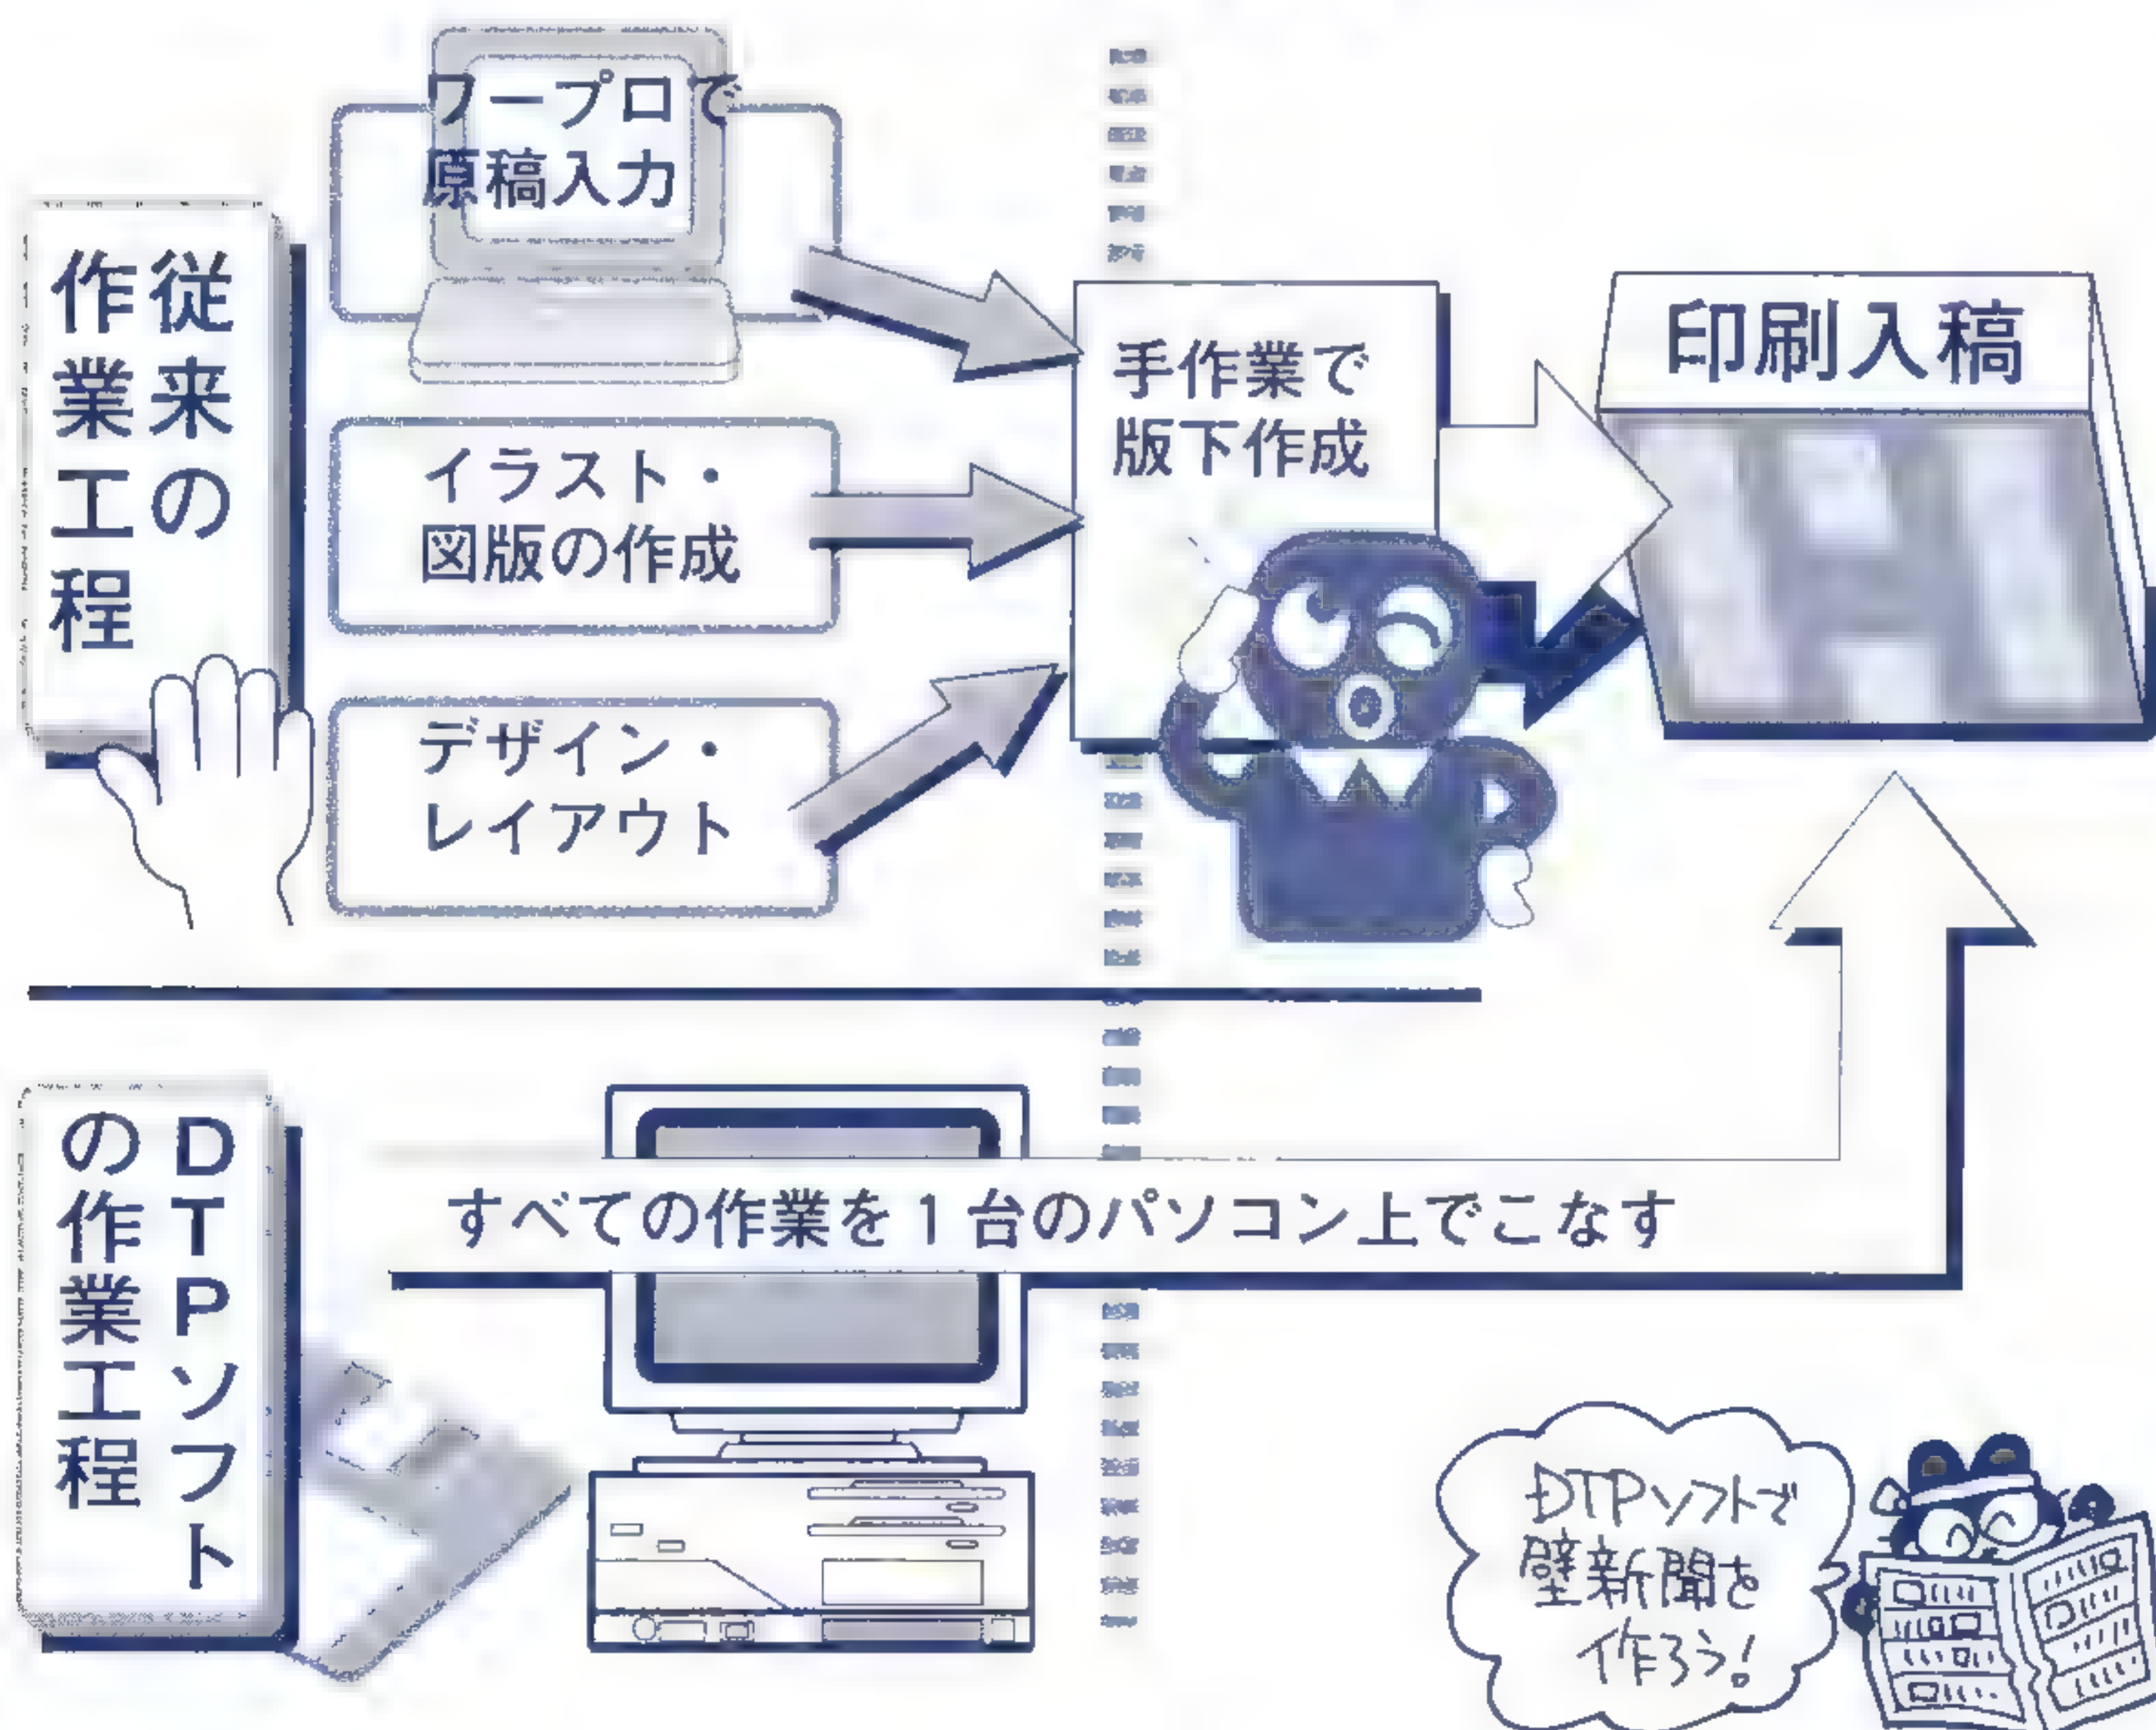 従来の
作業工程
ワープロで
原稿入力
イラスト・
図版の作成
デザイン・
レイアウト
手作業で
版下作成
印刷入稿
DTPソフト
の作業工程
すべての作業を1台のパソコン上でこなす
DTPソフトで
壁新聞を
作ろう!